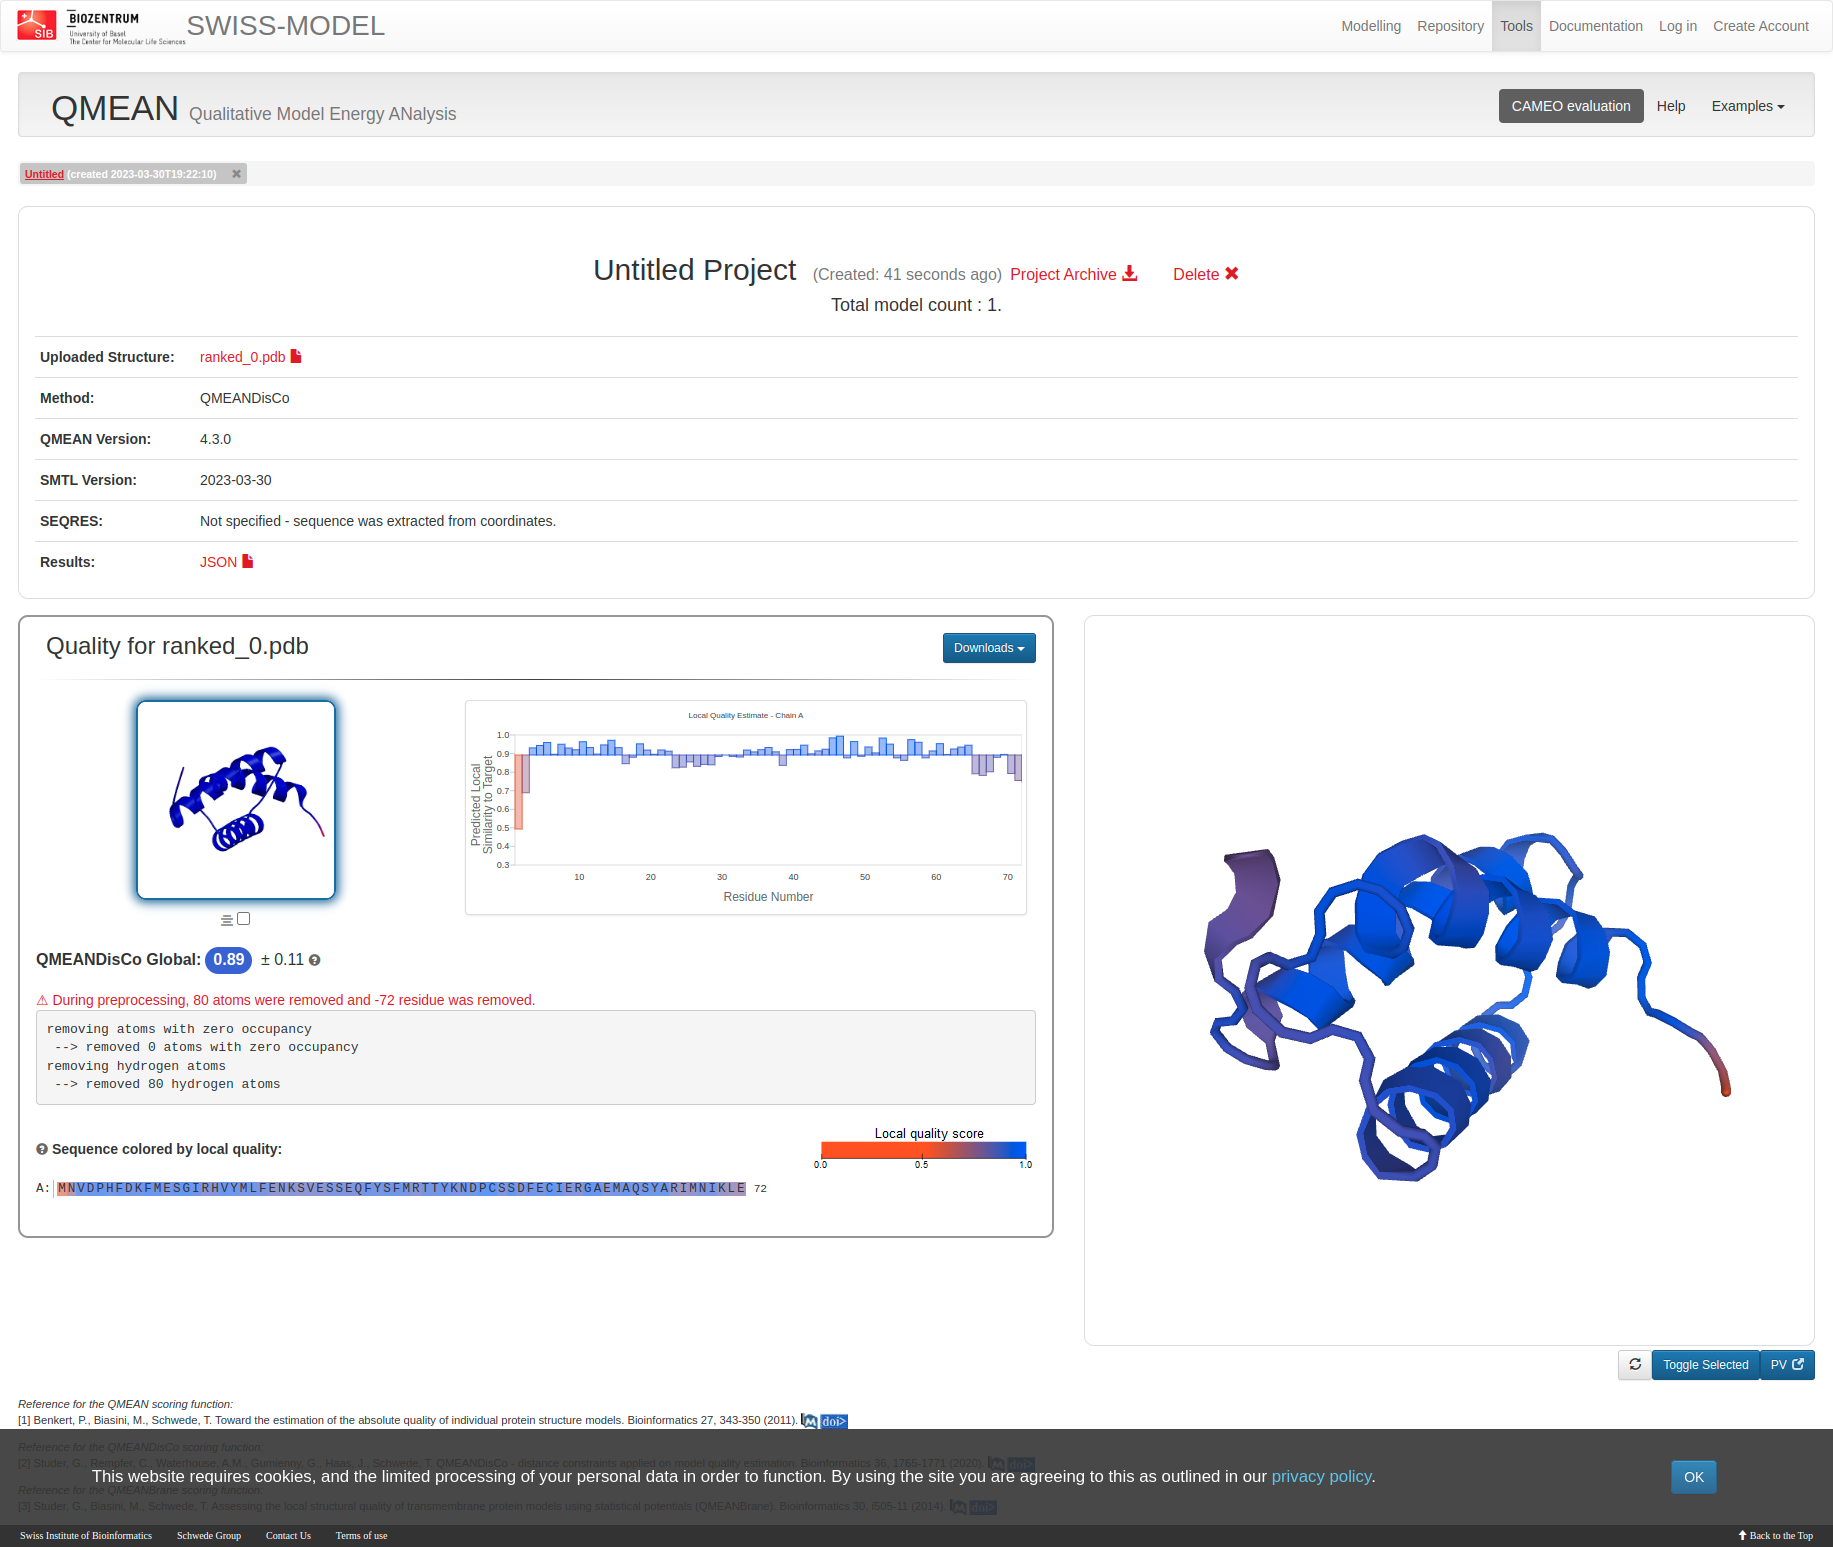 SIB
BIOZENTRUM
University of Basel
The Center for Molecular Life Sciences
SWISS-MODEL
Modelling Repository Tools Documentation Log in Create Account
QMEAN Qualitative Model Energy ANalysis
CAMEO evaluation Help Examples
Untitled (created 2023-03-30T19:22:10)
Untitled Project (Created: 41 seconds ago) Project Archive Delete
Total model count : 1.
Uploaded Structure: ranked_0.pdb
Method: QMEANDisCo
QMEAN Version: 4.3.0
SMTL Version: 2023-03-30
SEQRES: Not specified - sequence was extracted from coordinates.
Results: JSON
Quality for ranked_0.pdb
Downloads
Local Quality Estimate - Chain A
Predicted Local
Similarity to Target
1.0
0.9
0.8
0.7
0.6
0.5
0.4
0.3
10 20 30 40 50 60 70
Residue Number
QMEANDisCo Global: 0.89 ± 0.11
⚠ During preprocessing, 80 atoms were removed and -72 residue was removed.
removing atoms with zero occupancy
--> removed 0 atoms with zero occupancy
removing hydrogen atoms
--> removed 80 hydrogen atoms
Local quality score
0.0 0.5 1.0
Sequence colored by local quality:
A: MNVDPHFDKFMESGIRHVYMLFENKSVESSEQFYSFMRTTYKNDPCSSDFECIERGAEMAQSYARIMNIKLE 72
Toggle Selected PV
Reference for the QMEAN scoring function:
[1] Benkert, P., Biasini, M., Schwede, T. Toward the estimation of the absolute quality of individual protein structure models. Bioinformatics 27, 343-350 (2011). M doi>
Reference for the QMEANDisCo scoring function:
[2] Studer, G., Rempfer, C., Waterhouse, A.M., Gumienny, G., Haas, J., Schwede, T. QMEANDisCo - distance constraints applied on model quality estimation. Bioinformatics 36, 1765-1771 (2020). M doi>
This website requires cookies, and the limited processing of your personal data in order to function. By using the site you are agreeing to this as outlined in our privacy policy.
OK
Reference for the QMEANBrane scoring function:
[3] Studer, G., Biasini, M., Schwede, T. Assessing the local structural quality of transmembrane protein models using statistical potentials (QMEANBrane). Bioinformatics 30, i505-11 (2014). M doi>
Swiss Institute of Bioinformatics Schwede Group Contact Us Terms of use Back to the Top